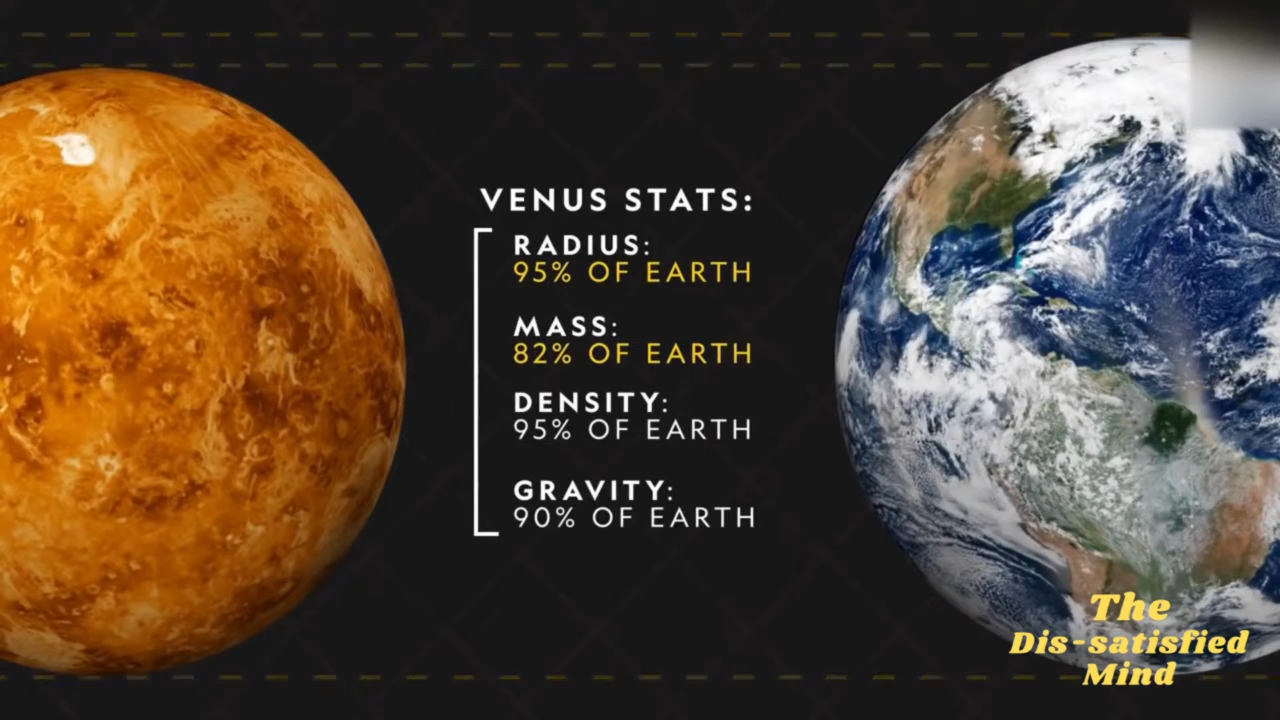 VENUS STATS:
RADIUS:
95% OF EARTH
MASS:
82% OF EARTH
DENSITY:
95% OF EARTH
GRAVITY:
90% OF EARTH
The
Dis-satisfied
Mind